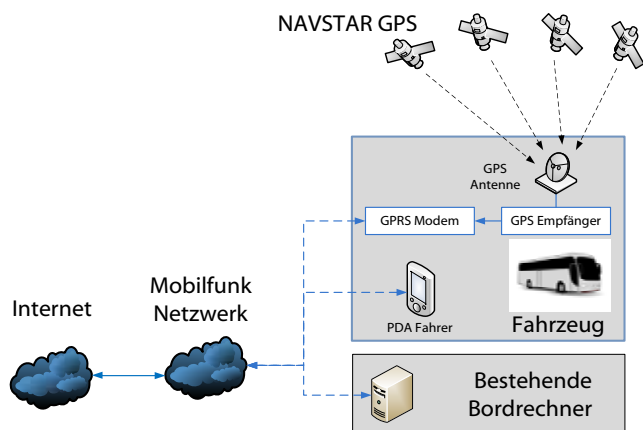 NAVSTAR GPS
GPS
Antenne
GPRS Modem
GPS Empfänger
Mobilfunk
Netzwerk
Internet
PDA Fahrer
Fahrzeug
Bestehende
Bordrechner